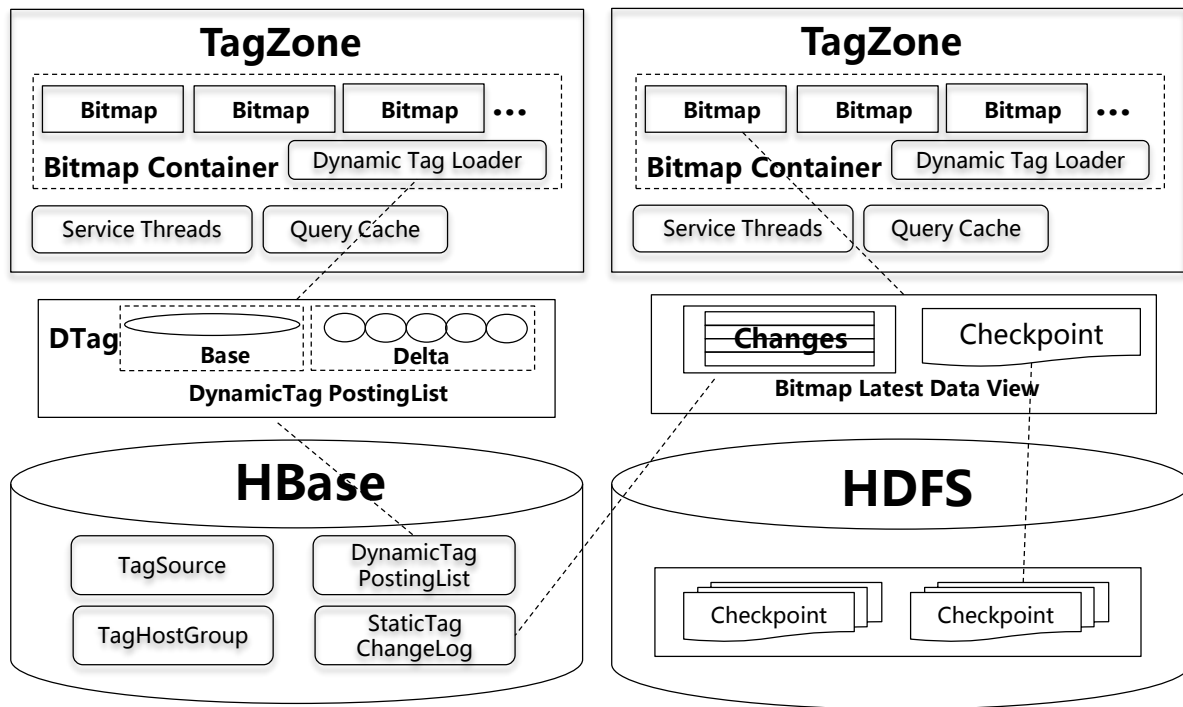 TagZone
Bitmap Bitmap Bitmap ...
Bitmap Container Dynamic Tag Loader
Service Threads Query Cache
TagZone
Bitmap Bitmap Bitmap ...
Bitmap Container Dynamic Tag Loader
Service Threads Query Cache
DTag
Base Delta
DynamicTag PostingList
Changes Checkpoint
Bitmap Latest Data View
HBase
TagSource
DynamicTag
PostingList
TagHostGroup
StaticTag
ChangeLog
HDFS
Checkpoint Checkpoint